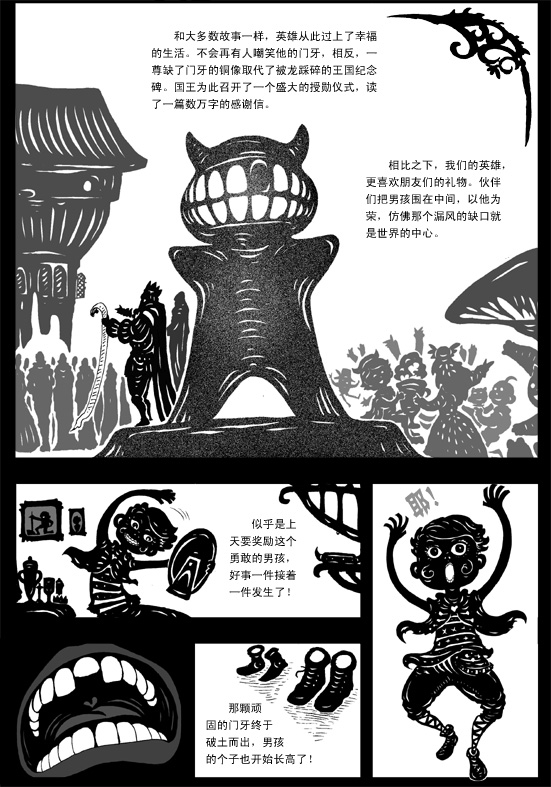 和大多数故事一样，英雄从此过上了幸福
的生活。不会再有人嘲笑他的门牙，相反，一
尊缺了门牙的铜像取代了被龙踩碎的王国纪念
碑。国王为此召开了一个盛大的授勋仪式，读
了一篇数万字的感谢信。
相比之下，我们的英雄，
更喜欢朋友们的礼物。伙伴
们把男孩围在中间，以他为
荣，仿佛那个漏风的缺口就
是世界的中心。
似乎是上
天要奖励这个
勇敢的男孩，
好事一件接着
一件发生了！
耶！
那颗顽
固的门牙终于
破土而出，男孩
的个子也开始长高了！